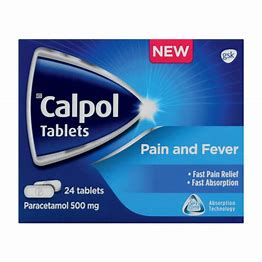 NEW
gsk
Calpol
Tablets
Pain and Fever
• Fast Pain Relief
• Fast Absorption
24 tablets
Paracetamol 500 mg
Absorption
Technology